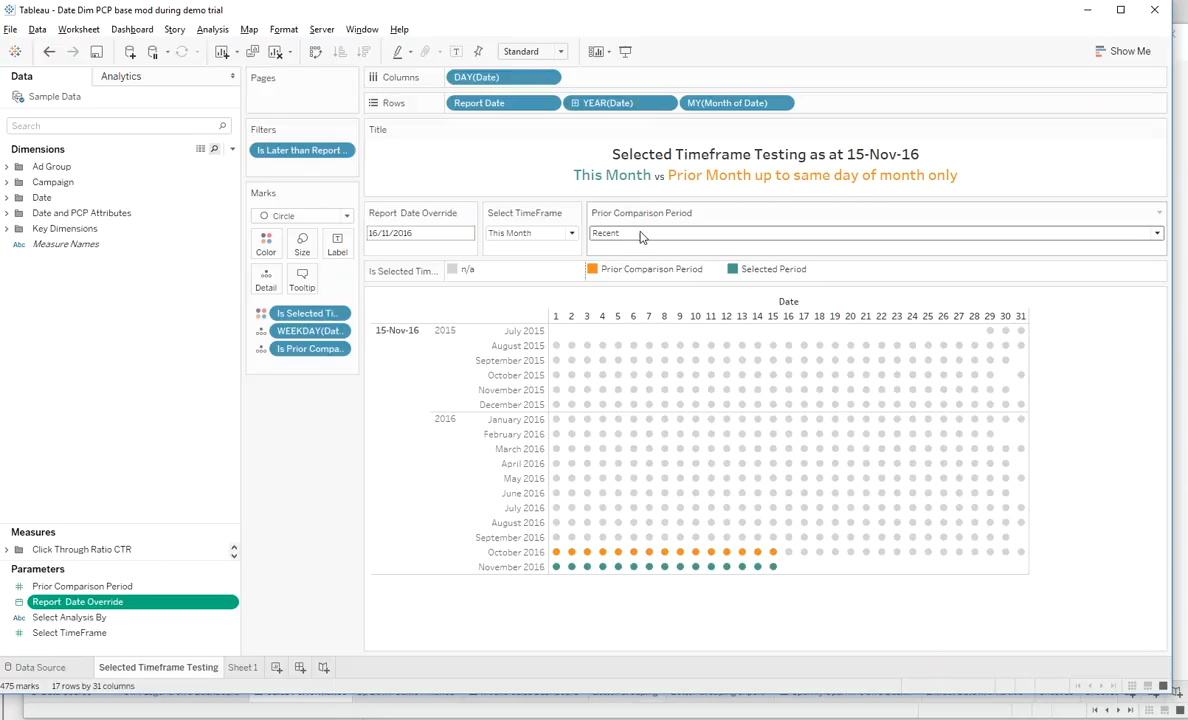 Tableau - Date Dim PCP base mod during demo trial
File Data Worksheet Dashboard Story Analysis Map Format Server Window Help
Standard
Show Me
Data Analytics
Sample Data
Search
Dimensions
Ad Group
Campaign
Date
Date and PCP Attributes
Key Dimensions
Abc Measure Names
Measures
Click Through Ratio CTR
Parameters
Prior Comparison Period
Report Date Override
Abc Select Analysis By
Select TimeFrame
Pages
Filters
Is Later than Report...
Marks
Circle
Color Size Label
Detail Tooltip
Is Selected Ti..
WEEKDAY(Dat..
Is Prior Compa..
Columns DAY(Date)
Rows Report Date YEAR(Date) MY(Month of Date)
Title
Selected Timeframe Testing as at 15-Nov-16
This Month vs Prior Month up to same day of month only
Report Date Override Select TimeFrame Prior Comparison Period
16/11/2016 This Month Recent
Is Selected Tim... n/a Prior Comparison Period Selected Period
Date
1 2 3 4 5 6 7 8 9 10 11 12 13 14 15 16 17 18 19 20 21 22 23 24 25 26 27 28 29 30 31
15-Nov-16 2015 July 2015
August 2015
September 2015
October 2015
November 2015
December 2015
2016 January 2016
February 2016
March 2016
April 2016
May 2016
June 2016
July 2016
August 2016
September 2016
October 2016
November 2016
Data Source Selected Timeframe Testing Sheet 1
475 marks 17 rows by 31 columns